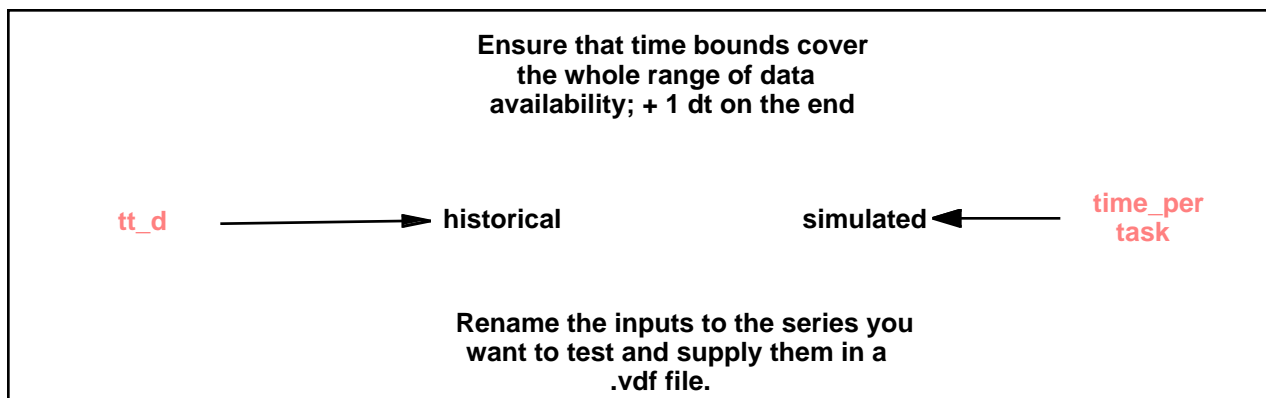 Ensure that time bounds cover
the whole range of data
availability; + 1 dt on the end
tt_d
historical
simulated
time_per
task
Rename the inputs to the series you
want to test and supply them in a
.vdf file.